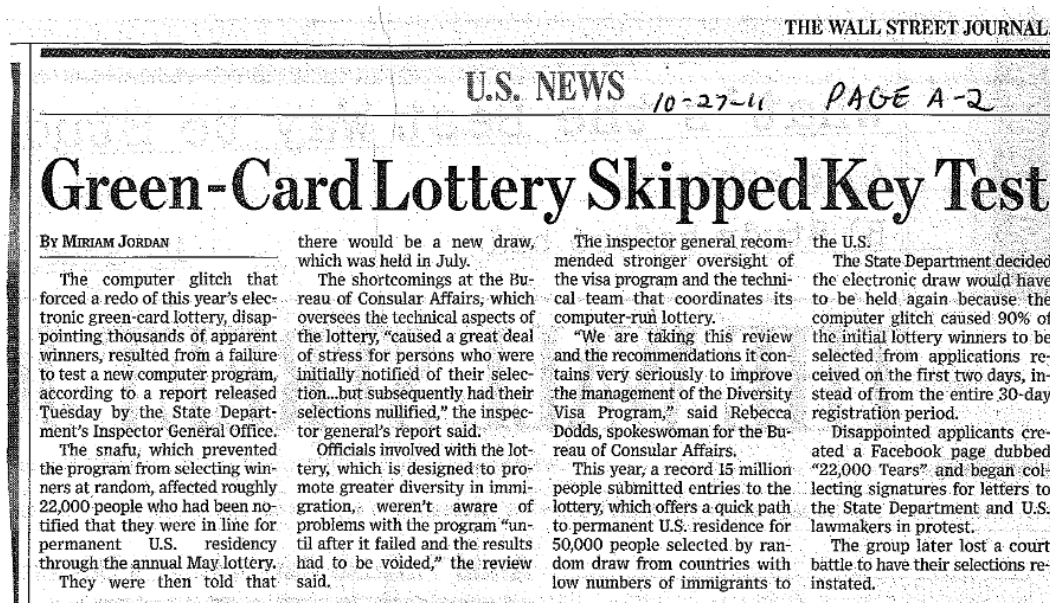 THE WALL STREET JOURNAL.
U.S. NEWS
10-27-11 PAGE A-2
Green-Card Lottery Skipped Key Test
BY MIRIAM JORDAN
The computer glitch that
forced a redo of this year's elec-
tronic green-card lottery, disap-
pointing thousands of apparent
winners, resulted from a failure
to test a new computer program,
according to a report released
Tuesday by the State Depart-
ment's Inspector General Office.
The snafu, which prevented
the program from selecting win-
ners at random, affected roughly
22,000 people who had been no-
tified that they were in line for
permanent U.S. residency
through the annual May lottery.
They were then told that
there would be a new draw,
which was held in July.
The shortcomings at the Bu-
reau of Consular Affairs, which
oversees the technical aspects of
the lottery, "caused a great deal
of stress for persons who were
initially notified of their selec-
tion...but subsequently had their
selections nullified," the inspec-
tor general's report said.
Officials involved with the lot-
tery, which is designed to pro-
mote greater diversity in immi-
gration, weren't aware of
problems with the program "un-
til after it failed and the results
had to be voided," the review
said.
The inspector general recom-
mended stronger oversight of
the visa program and the techni-
cal team that coordinates its
computer-run lottery.
"We are taking this review
and the recommendations it con-
tains very seriously to improve
the management of the Diversity
Visa Program," said Rebecca
Dodds, spokeswoman for the Bu-
reau of Consular Affairs.
This year, a record 15 million
people submitted entries to the
lottery, which offers a quick path
to permanent U.S. residence for
50,000 people selected by ran-
dom draw from countries with
low numbers of immigrants to
the U.S.
The State Department decided
the electronic draw would have
to be held again because the
computer glitch caused 90% of
the initial lottery winners to be
selected from applications re-
ceived on the first two days, in-
stead of from the entire 30-day
registration period.
Disappointed applicants cre-
ated a Facebook page dubbed
"22,000 Tears" and began col-
lecting signatures for letters to
the State Department and U.S.
lawmakers in protest.
The group later lost a court
battle to have their selections re-
instated.